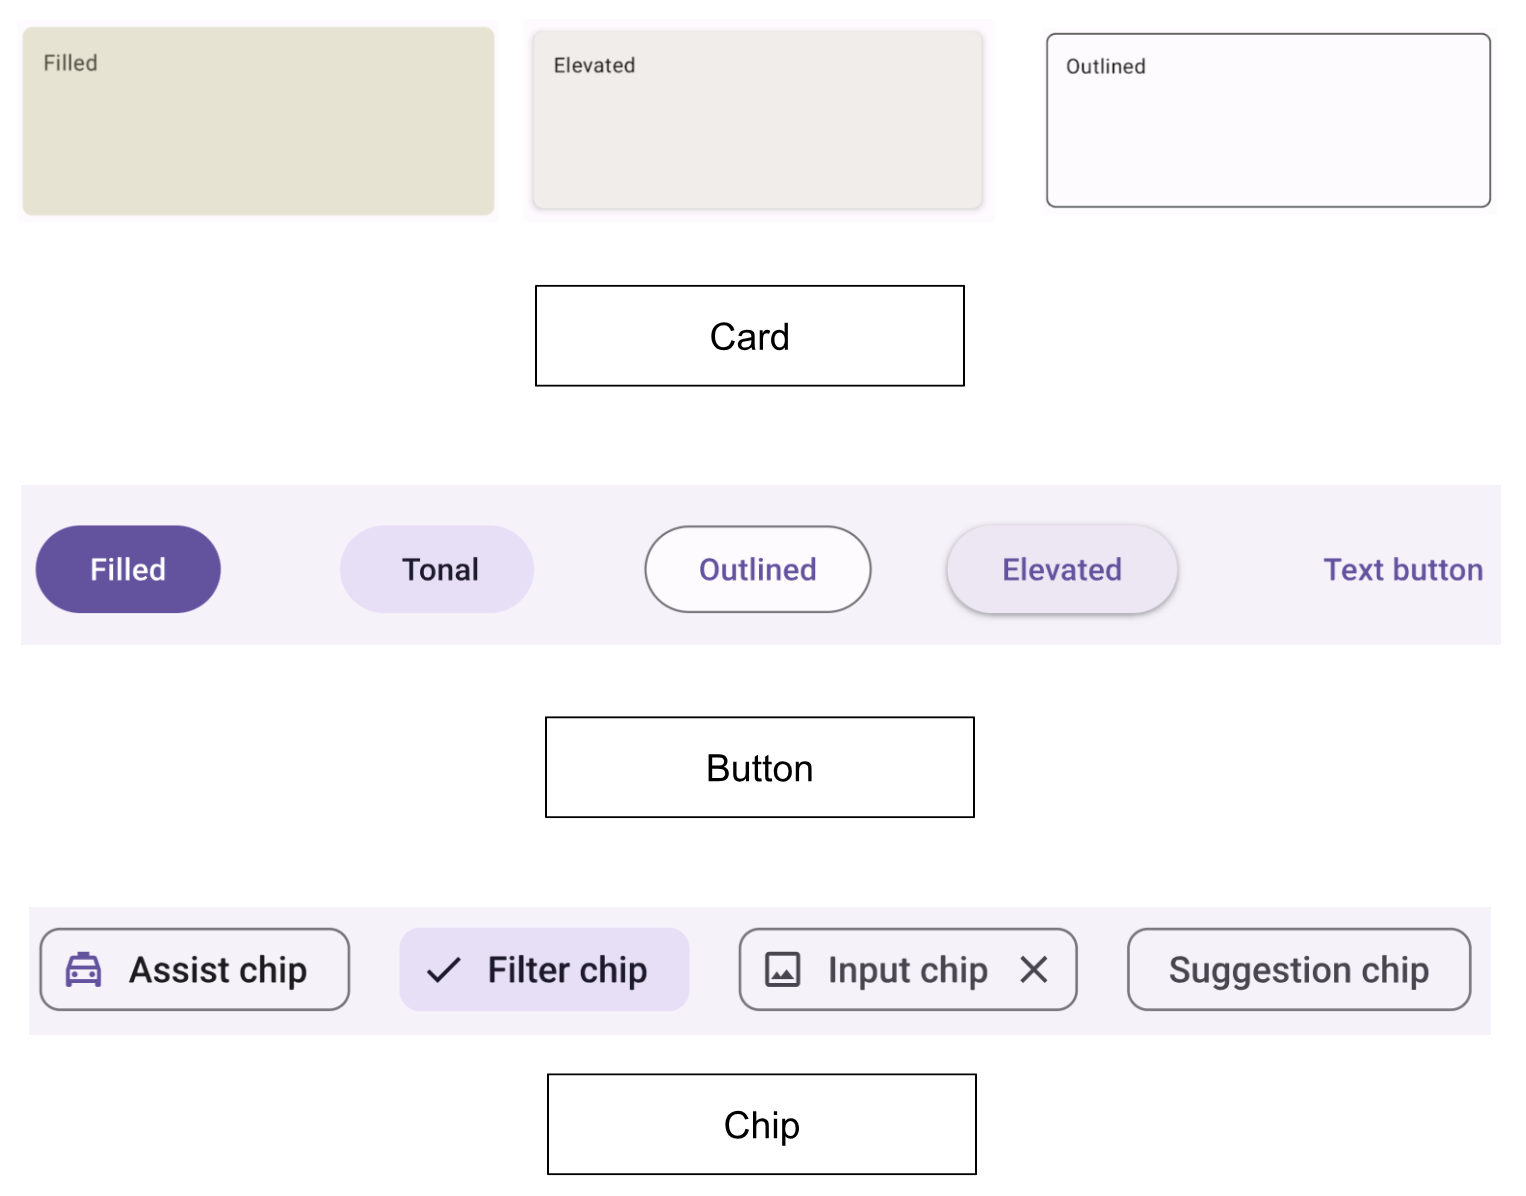 Filled
Elevated
Outlined
Card
Filled
Tonal
Outlined
Elevated
Text button
Button
Assist chip
Filter chip
Input chip
Suggestion chip
Chip